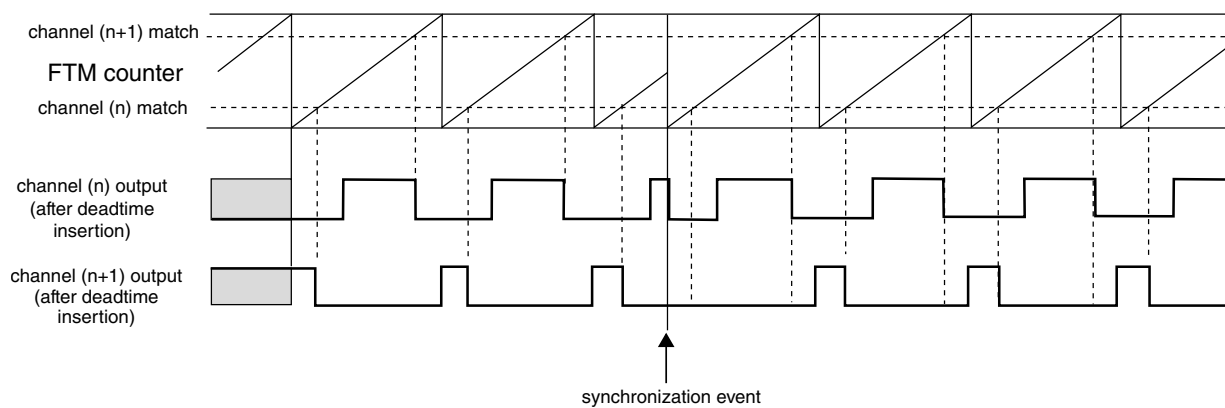 channel (n+1) match
FTM counter
channel (n) match
channel (n) output
(after deadtime
insertion)
channel (n+1) output
(after deadtime
insertion)
synchronization event